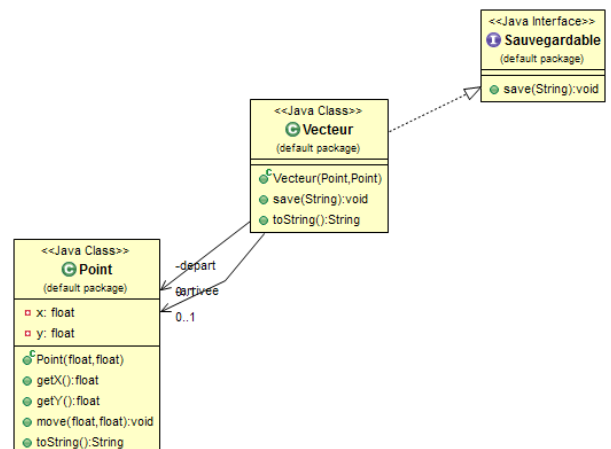 <<Java Interface>>
Sauvegardable
(default package)
save(String):void
<<Java Class>>
Vecteur
(default package)
Vecteur(Point,Point)
save(String):void
toString():String
<<Java Class>>
Point
(default package)
x: float
y: float
Point(float,float)
getX():float
getY():float
move(float,float):void
toString():String
-depart
0..1
-arrivee
0..1